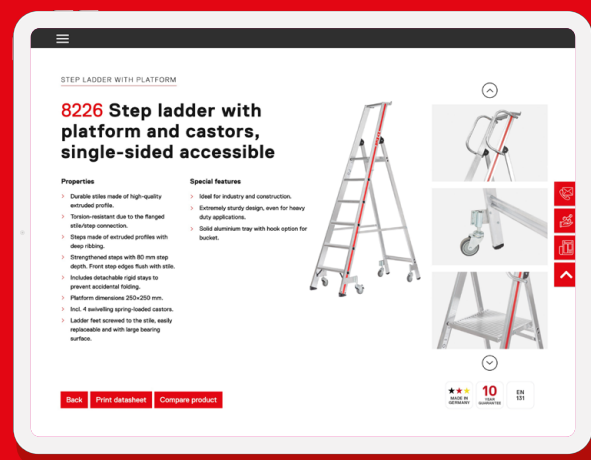 STEP LADDER WITH PLATFORM
8226 Step ladder with
platform and castors,
single-sided accessible
Properties
Durable stiles made of high-quality
extruded profile.
Torsion-resistant due to the flanged
stile/step connection.
Steps made of extruded profiles with
deep ribbing.
Strengthened steps with 80 mm step
depth. Front step edges flush with stile.
Includes detachable rigid stays to
prevent accidental folding.
Platform dimensions 250×250 mm.
Incl. 4 swivelling spring-loaded castors.
Ladder feet screwed to the stile, easily
replaceable and with large bearing
surface.
Special features
Ideal for industry and construction.
Extremely sturdy design, even for heavy
duty applications.
Solid aluminium tray with hook option for
bucket.
Back
Print datasheet
Compare product
MADE IN
GERMANY
10
YEAR
GUARANTEE
EN
131